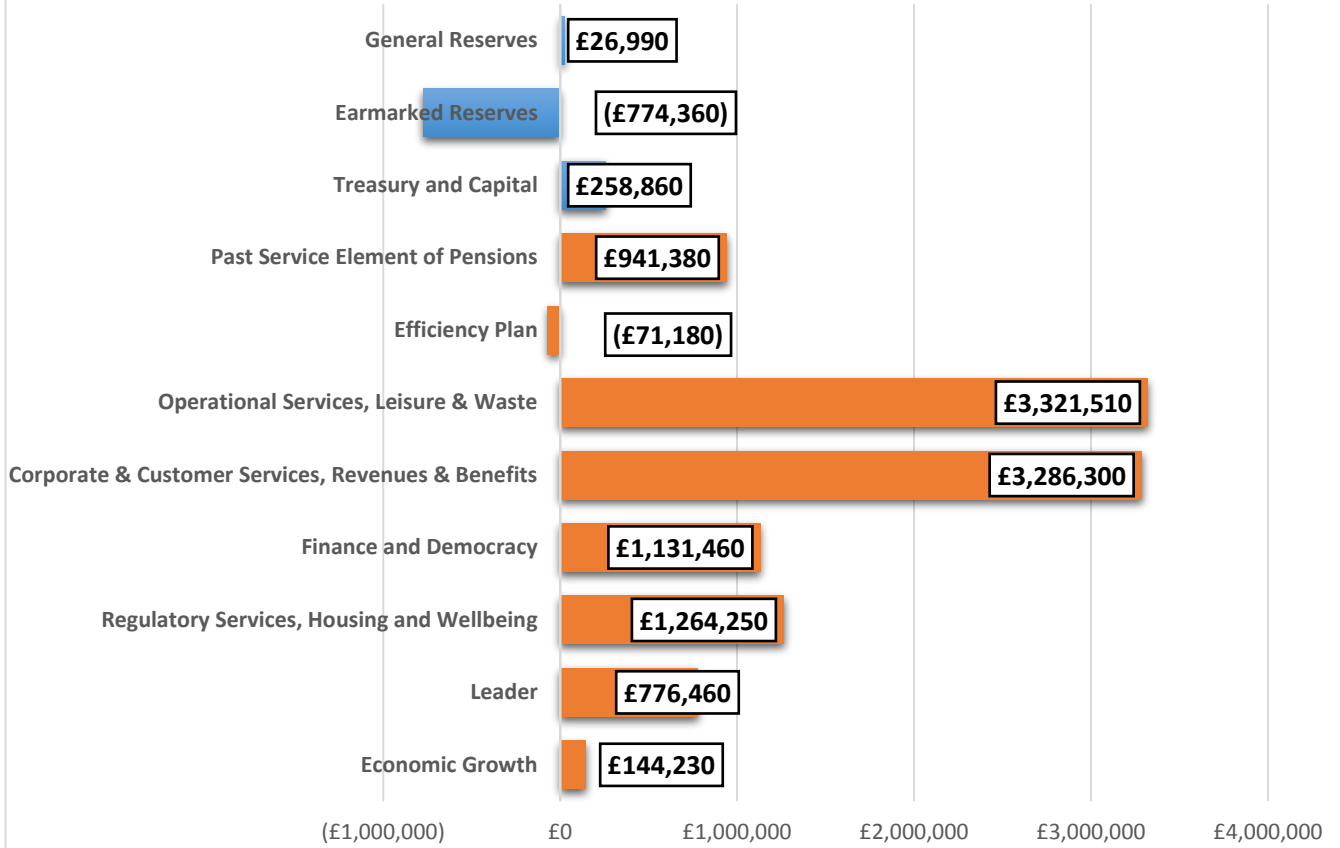 General Reserves £26,990
Earmarked Reserves (£774,360)
Treasury and Capital £258,860
Past Service Element of Pensions £941,380
Efficiency Plan (£71,180)
Operational Services, Leisure & Waste £3,321,510
Corporate & Customer Services, Revenues & Benefits £3,286,300
Finance and Democracy £1,131,460
Regulatory Services, Housing and Wellbeing £1,264,250
Leader £776,460
Economic Growth £144,230
(£1,000,000) £0 £1,000,000 £2,000,000 £3,000,000 £4,000,000